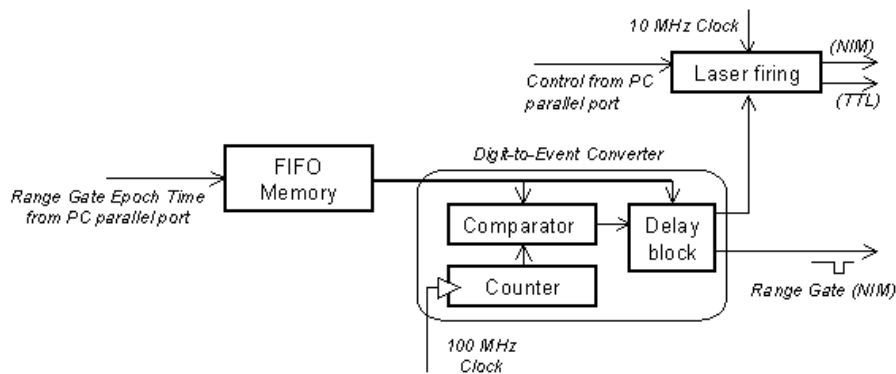 10 MHz Clock
(NIM)
Laser firing
Control from PC
parallel port
(TTL)
Digit-to-Event Converter
FIFO
Memory
Range Gate Epoch Time
from PC parallel port
Comparator
Delay
block
Counter
Range Gate (NIM)
100 MHz
Clock